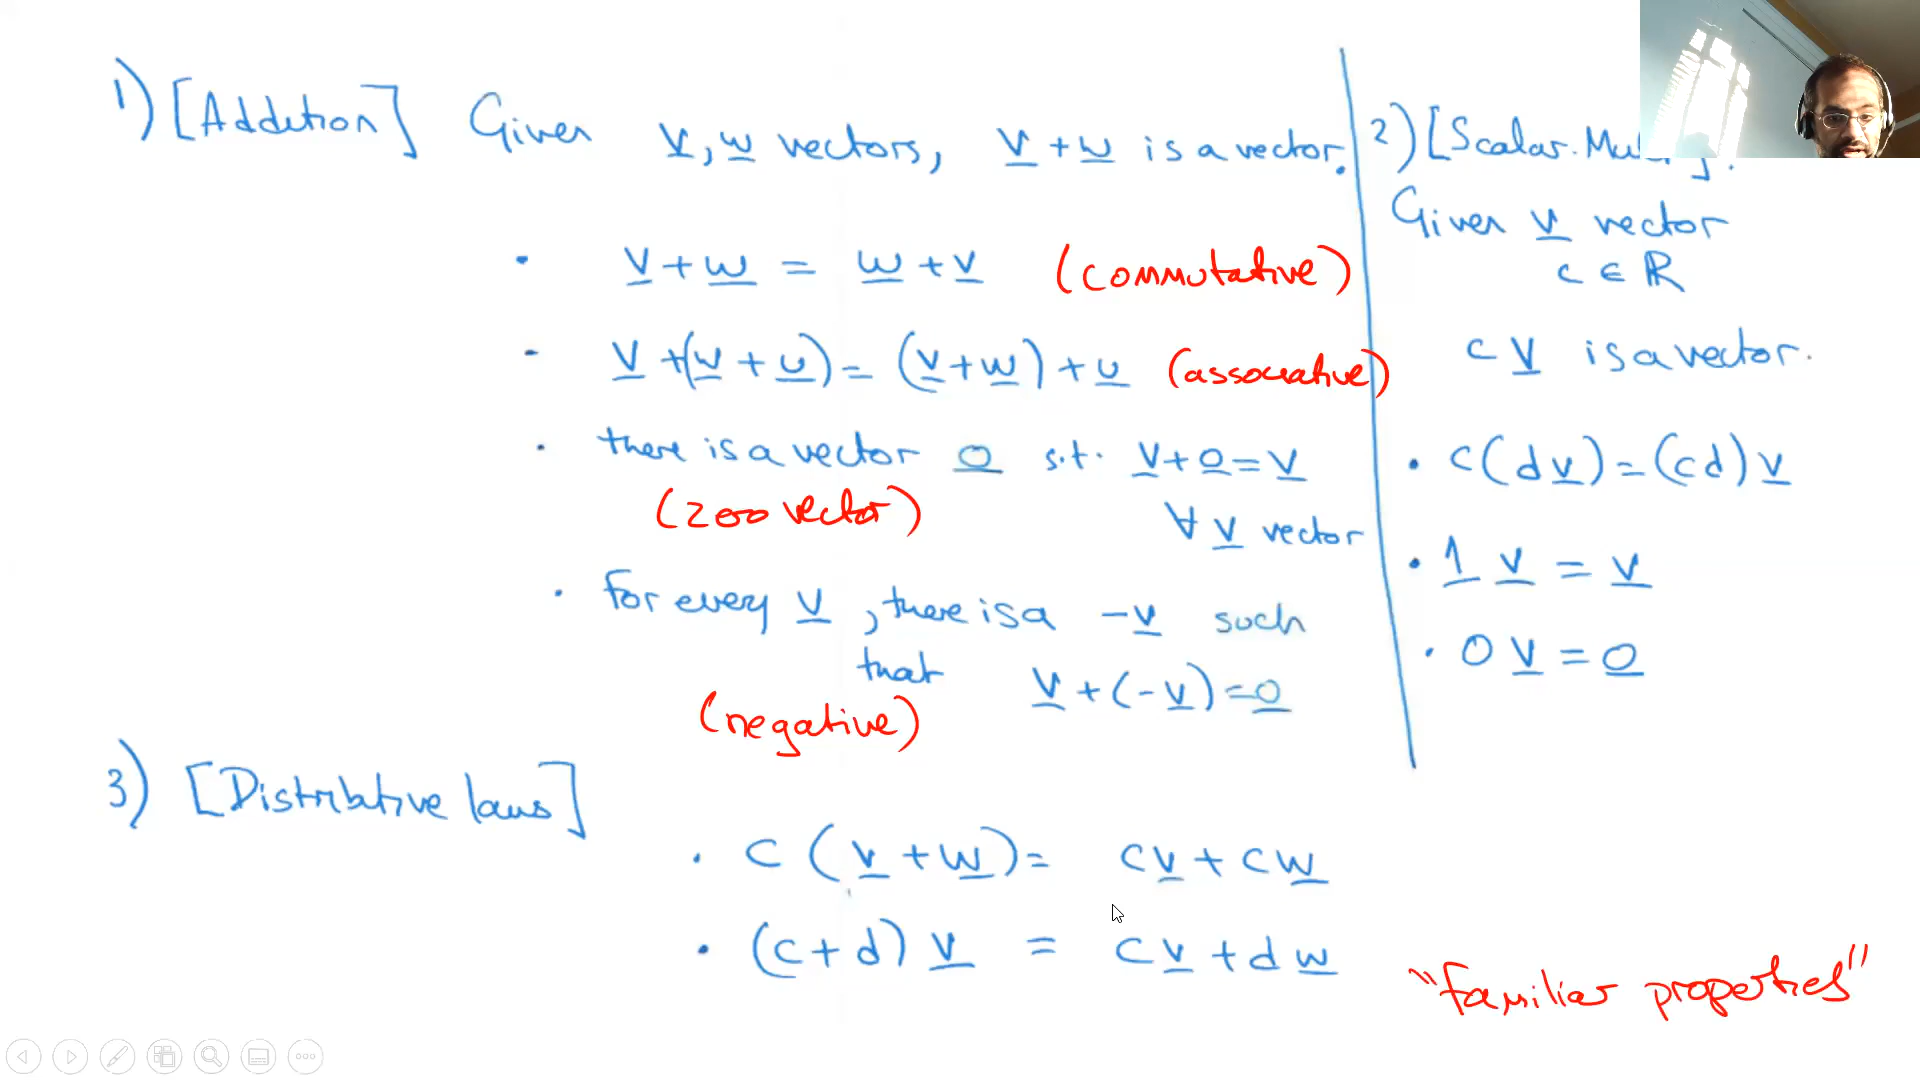 1) [Addition] Given v, w vectors, v + w is a vector.
• v + w = w + v (commutative)
• v + (w + u) = (v + w) + u (associative)
• there is a vector 0 s.t. v + 0 = v
(zero vector) ∀ v vector
• for every v, there is a -v such
that v + (-v) = 0
(negative)
2) [Scalar. 
Given v vector
c ∈ ℝ
c v is a vector.
• c(dv) = (cd) v
• 1 v = v
• 0 v = 0
3) [Distributive laws]
• c (v + w) = cv + cw
• (c + d) v = cv + dw
"familiar properties"